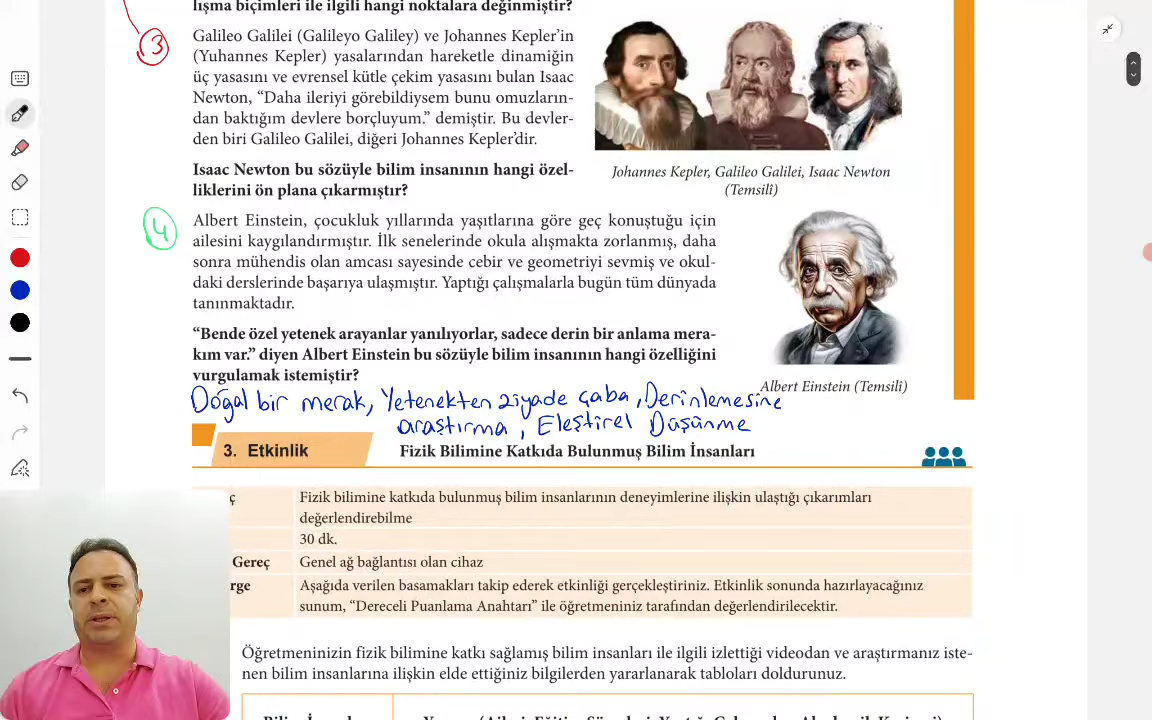 lışma biçimleri ile ilgili hangi noktalara değinmiştir?
3
Galileo Galilei (Galileyo Galiley) ve Johannes Kepler’in
(Yuhannes Kepler) yasalarından hareketle dinamiğin
üç yasasını ve evrensel kütle çekim yasasını bulan Isaac
Newton, “Daha ileriyi görebildiysem bunu omuzların-
dan baktığım devlere borçluyum.” demiştir. Bu devler-
den biri Galileo Galilei, diğeri Johannes Kepler’dir.
Isaac Newton bu sözüyle bilim insanının hangi özel-
liklerini ön plana çıkarmıştır?
Johannes Kepler, Galileo Galilei, Isaac Newton
(Temsilî)
4
Albert Einstein, çocukluk yıllarında yaşıtlarına göre geç konuştuğu için
ailesini kaygılandırmıştır. İlk senelerinde okula alışmakta zorlanmış, daha
sonra mühendis olan amcası sayesinde cebir ve geometriyi sevmiş ve okul-
daki derslerinde başarıya ulaşmıştır. Yaptığı çalışmalarla bugün tüm dünyada
tanınmaktadır.
“Bende özel yetenek arayanlar yanılıyorlar, sadece derin bir anlama mera-
kım var.” diyen Albert Einstein bu sözüyle bilim insanının hangi özelliğini
vurgulamak istemiştir?
Albert Einstein (Temsilî)
Doğal bir merak, Yetenekten ziyade çaba, Derinlemesine
araştırma, Eleştirel Düşünme
3. Etkinlik
Fizik Bilimine Katkıda Bulunmuş Bilim İnsanları
ç
Fizik bilimine katkıda bulunmuş bilim insanlarının deneyimlerine ilişkin ulaştığı çıkarımları
değerlendirebilme
30 dk.
Gereç
Genel ağ bağlantısı olan cihaz
rge
Aşağıda verilen basamakları takip ederek etkinliği gerçekleştiriniz. Etkinlik sonunda hazırlayacağınız
sunum, “Dereceli Puanlama Anahtarı” ile öğretmeniniz tarafından değerlendirilecektir.
Öğretmeninizin fizik bilimine katkı sağlamış bilim insanları ile ilgili izlettiği videodan ve araştırmanız iste-
nen bilim insanlarına ilişkin elde ettiğiniz bilgilerden yararlanarak tabloları doldurunuz.